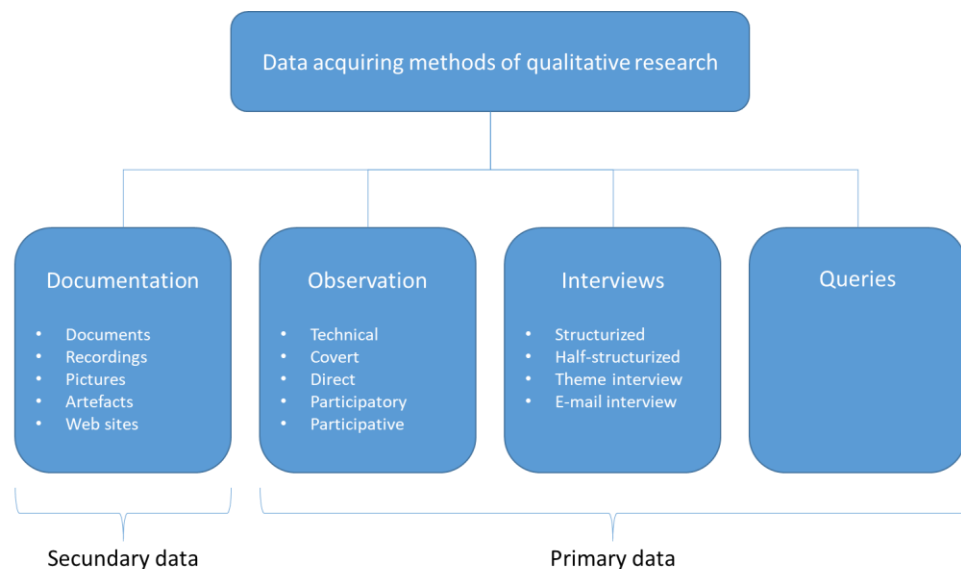 Data acquiring methods of qualitative research
Documentation
• Documents
• Recordings
• Pictures
• Artefacts
• Web sites
Observation
• Technical
• Covert
• Direct
• Participatory
• Participative
Interviews
• Structurized
• Half-structurized
• Theme interview
• E-mail interview
Queries
Secundary data
Primary data